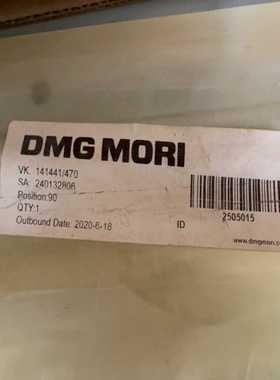 DMG MORI
VK. 141441/470
SA: 240132806
Position:90
QTY:1
Outbound Date: 2020-6-18
ID
2505015
www.dmgmori.c